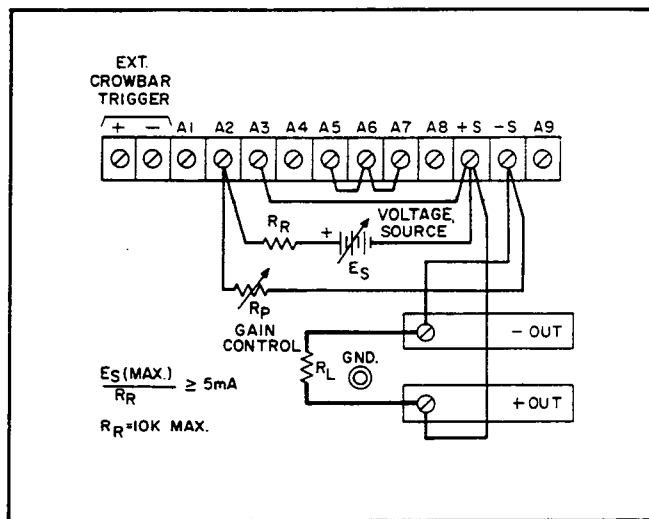 EXT.
CROWBAR
TRIGGER
+ − A1 A2 A3 A4 A5 A6 A7 A8 +S −S A9
RR + VOLTAGE
SOURCE
ES
RP
GAIN
CONTROL
− OUT
RL GND.
+ OUT
ES(MAX.)
RR ≥ 5mA
RR=10K MAX.